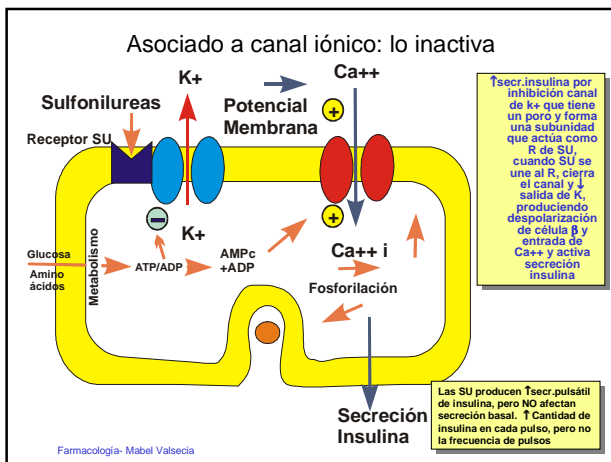 Asociado a canal iónico: lo inactiva
K+
Ca++
Sulfonilureas
Potencial
Membrana
+
Receptor SU
–
+
K+
Glucosa
Amino
ácidos
Metabolismo
ATP/ADP
AMPc
+ADP
Ca++ i
Fosforilación
Secreción
Insulina
↑secr.insulina por
inhibición canal
de k+ que tiene
un poro y forma
una subunidad
que actúa como
R de SU,
cuando SU se
une al R, cierra
el canal y ↓
salida de K,
produciendo
despolarización
de célula β y
entrada de
Ca++ y activa
secreción
insulina
Las SU producen ↑secr.pulsátil
de insulina, pero NO afectan
secreción basal. ↑ Cantidad de
insulina en cada pulso, pero no
la frecuencia de pulsos
Farmacología- Mabel Valsecia